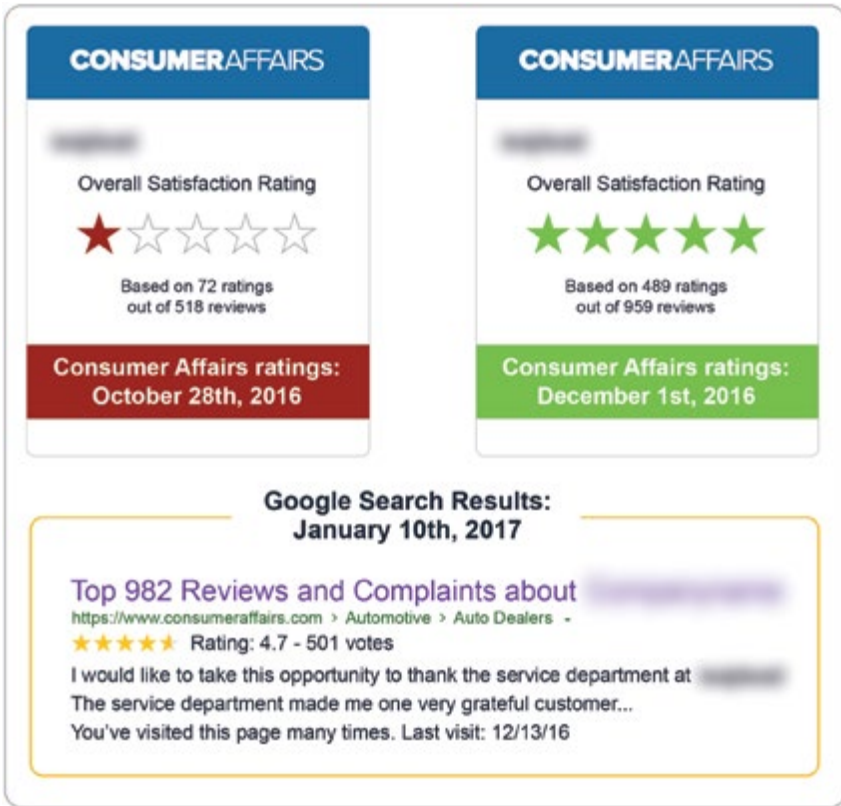 CONSUMERAFFAIRS
Overall Satisfaction Rating
Based on 72 ratings
out of 518 reviews
Consumer Affairs ratings:
October 28th, 2016
CONSUMERAFFAIRS
Overall Satisfaction Rating
Based on 489 ratings
out of 959 reviews
Consumer Affairs ratings:
December 1st, 2016
Google Search Results:
January 10th, 2017
Top 982 Reviews and Complaints about
https://www.consumeraffairs.com › Automotive › Auto Dealers
Rating: 4.7 - 501 votes
I would like to take this opportunity to thank the service department at
The service department made me one very grateful customer...
You've visited this page many times. Last visit: 12/13/16